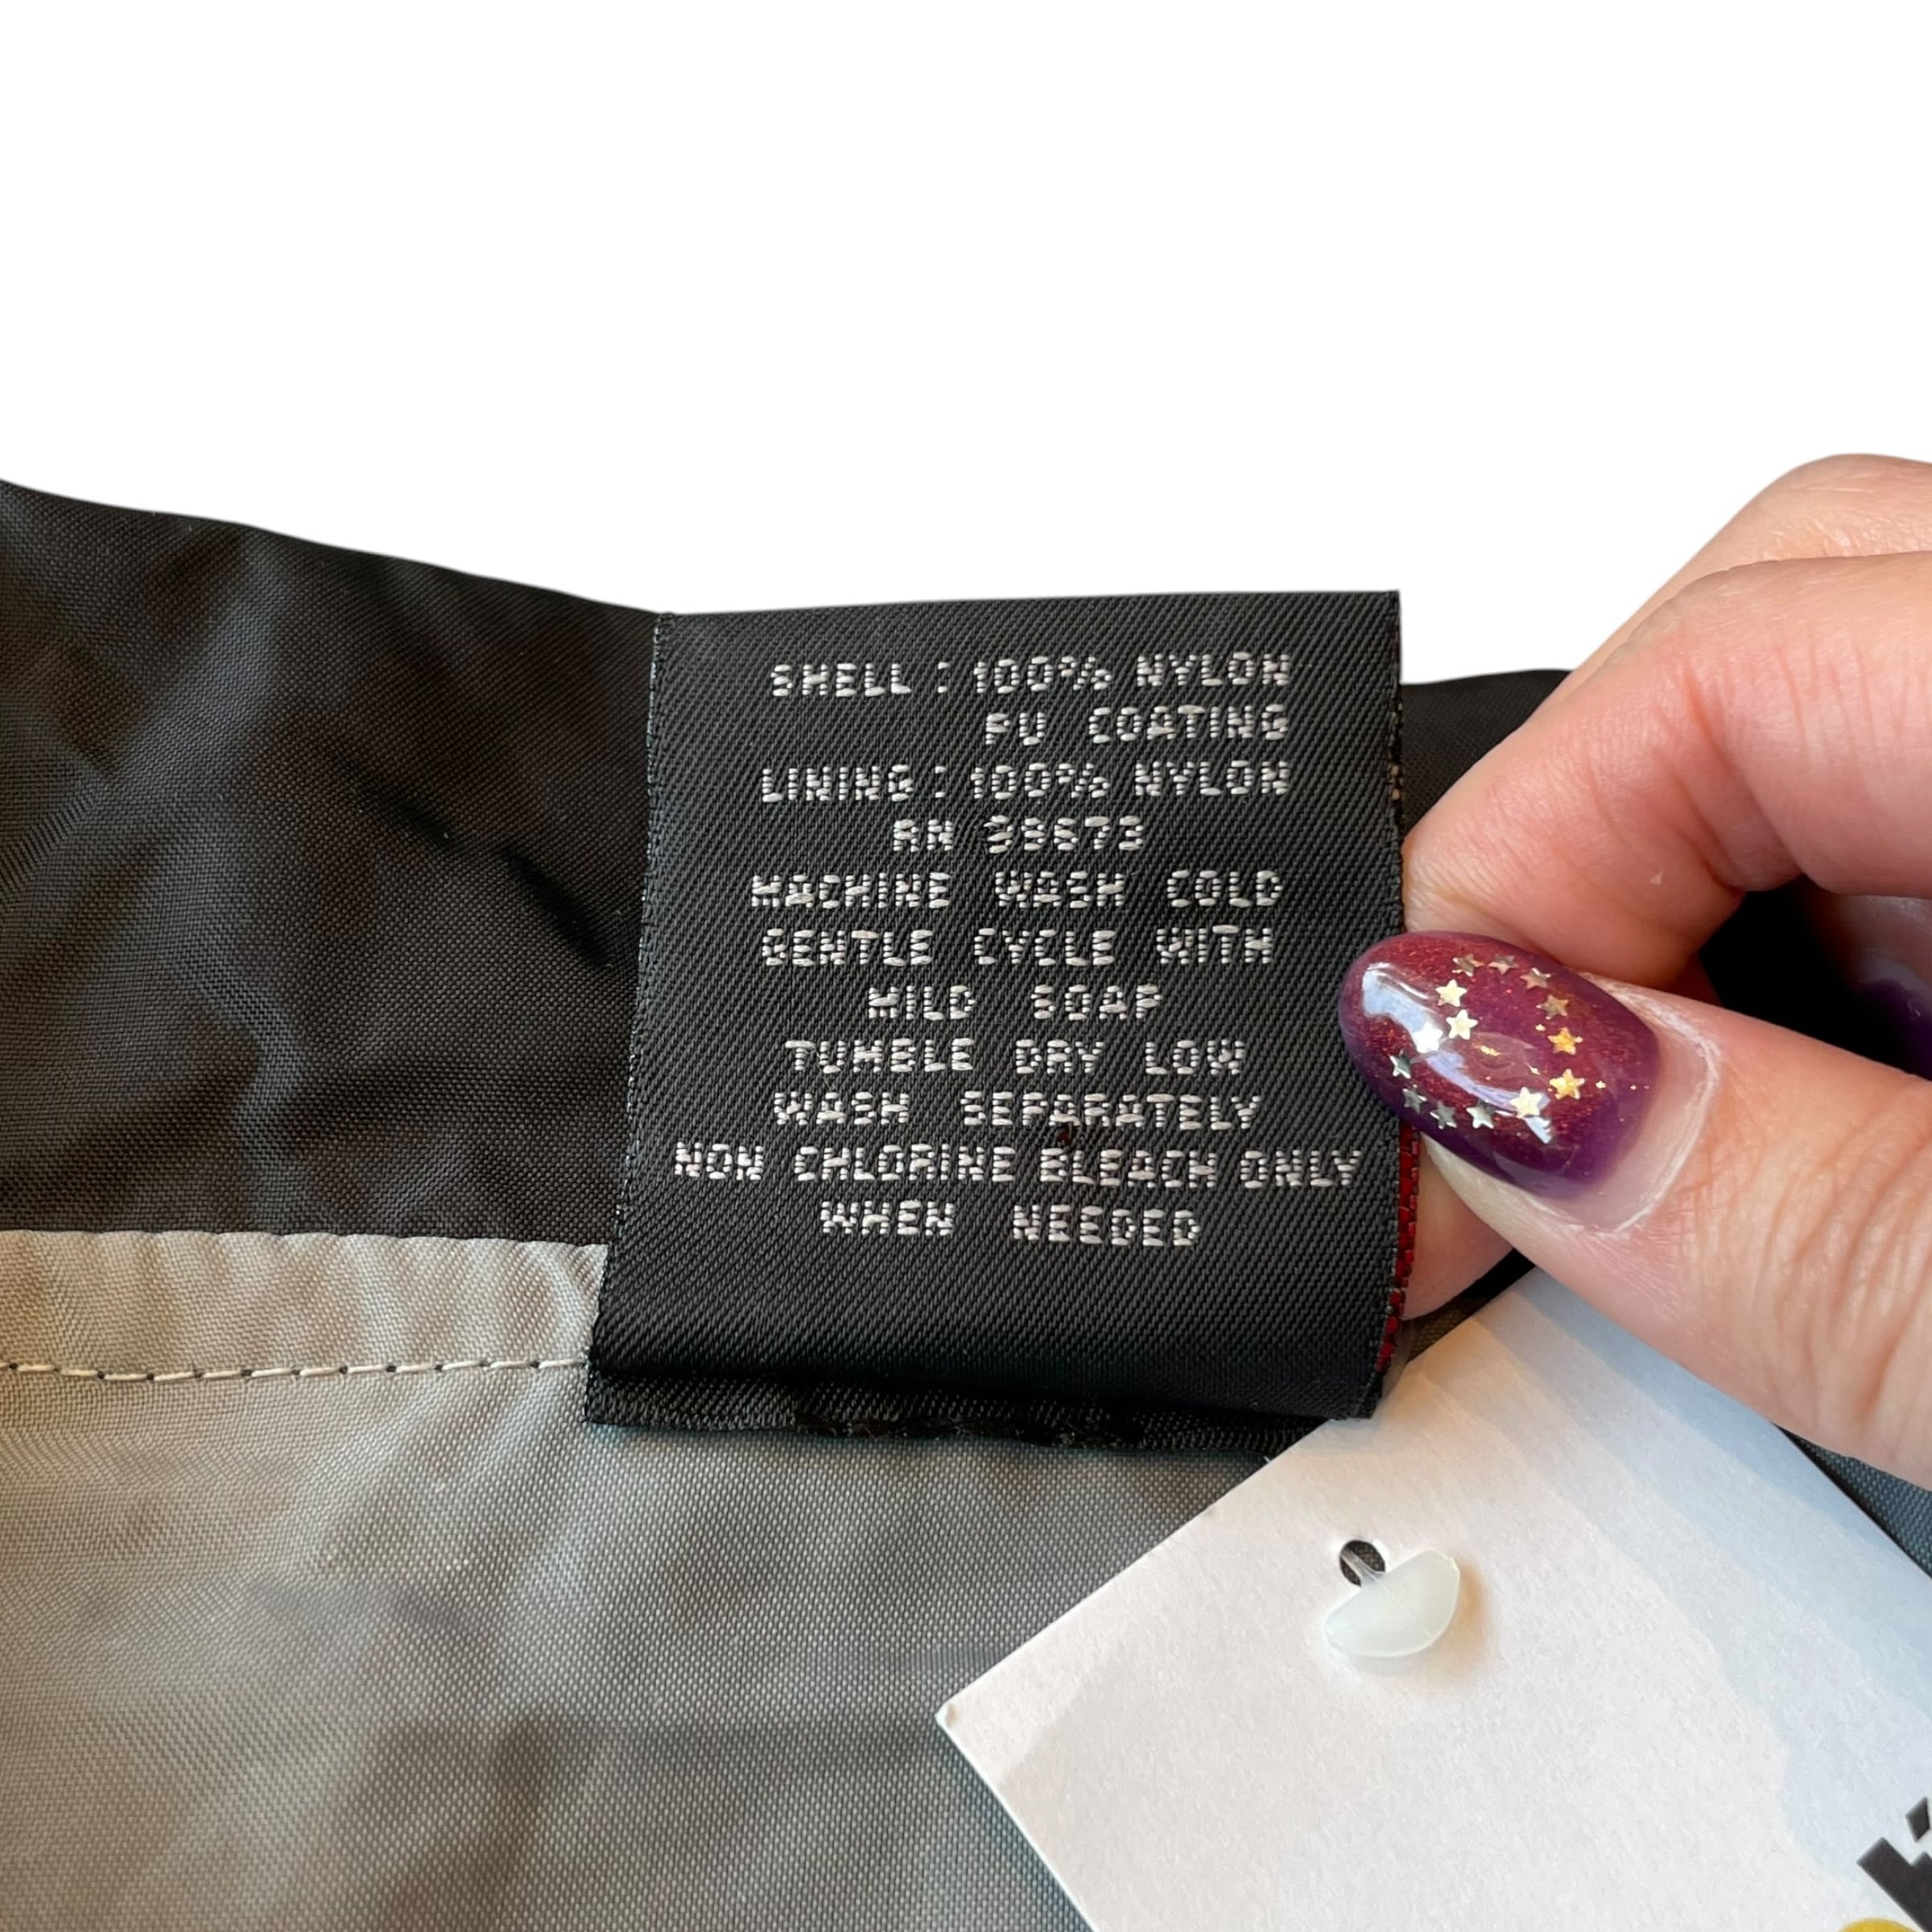 SHELL : 100% NYLON
PU COATING
LINING : 100% NYLON
RN 99673
MACHINE WASH COLD
GENTLE CYCLE WITH
MILD SOAP
TUMBLE DRY LOW
WASH SEPARATELY
NON CHLORINE BLEACH ONLY
WHEN NEEDED